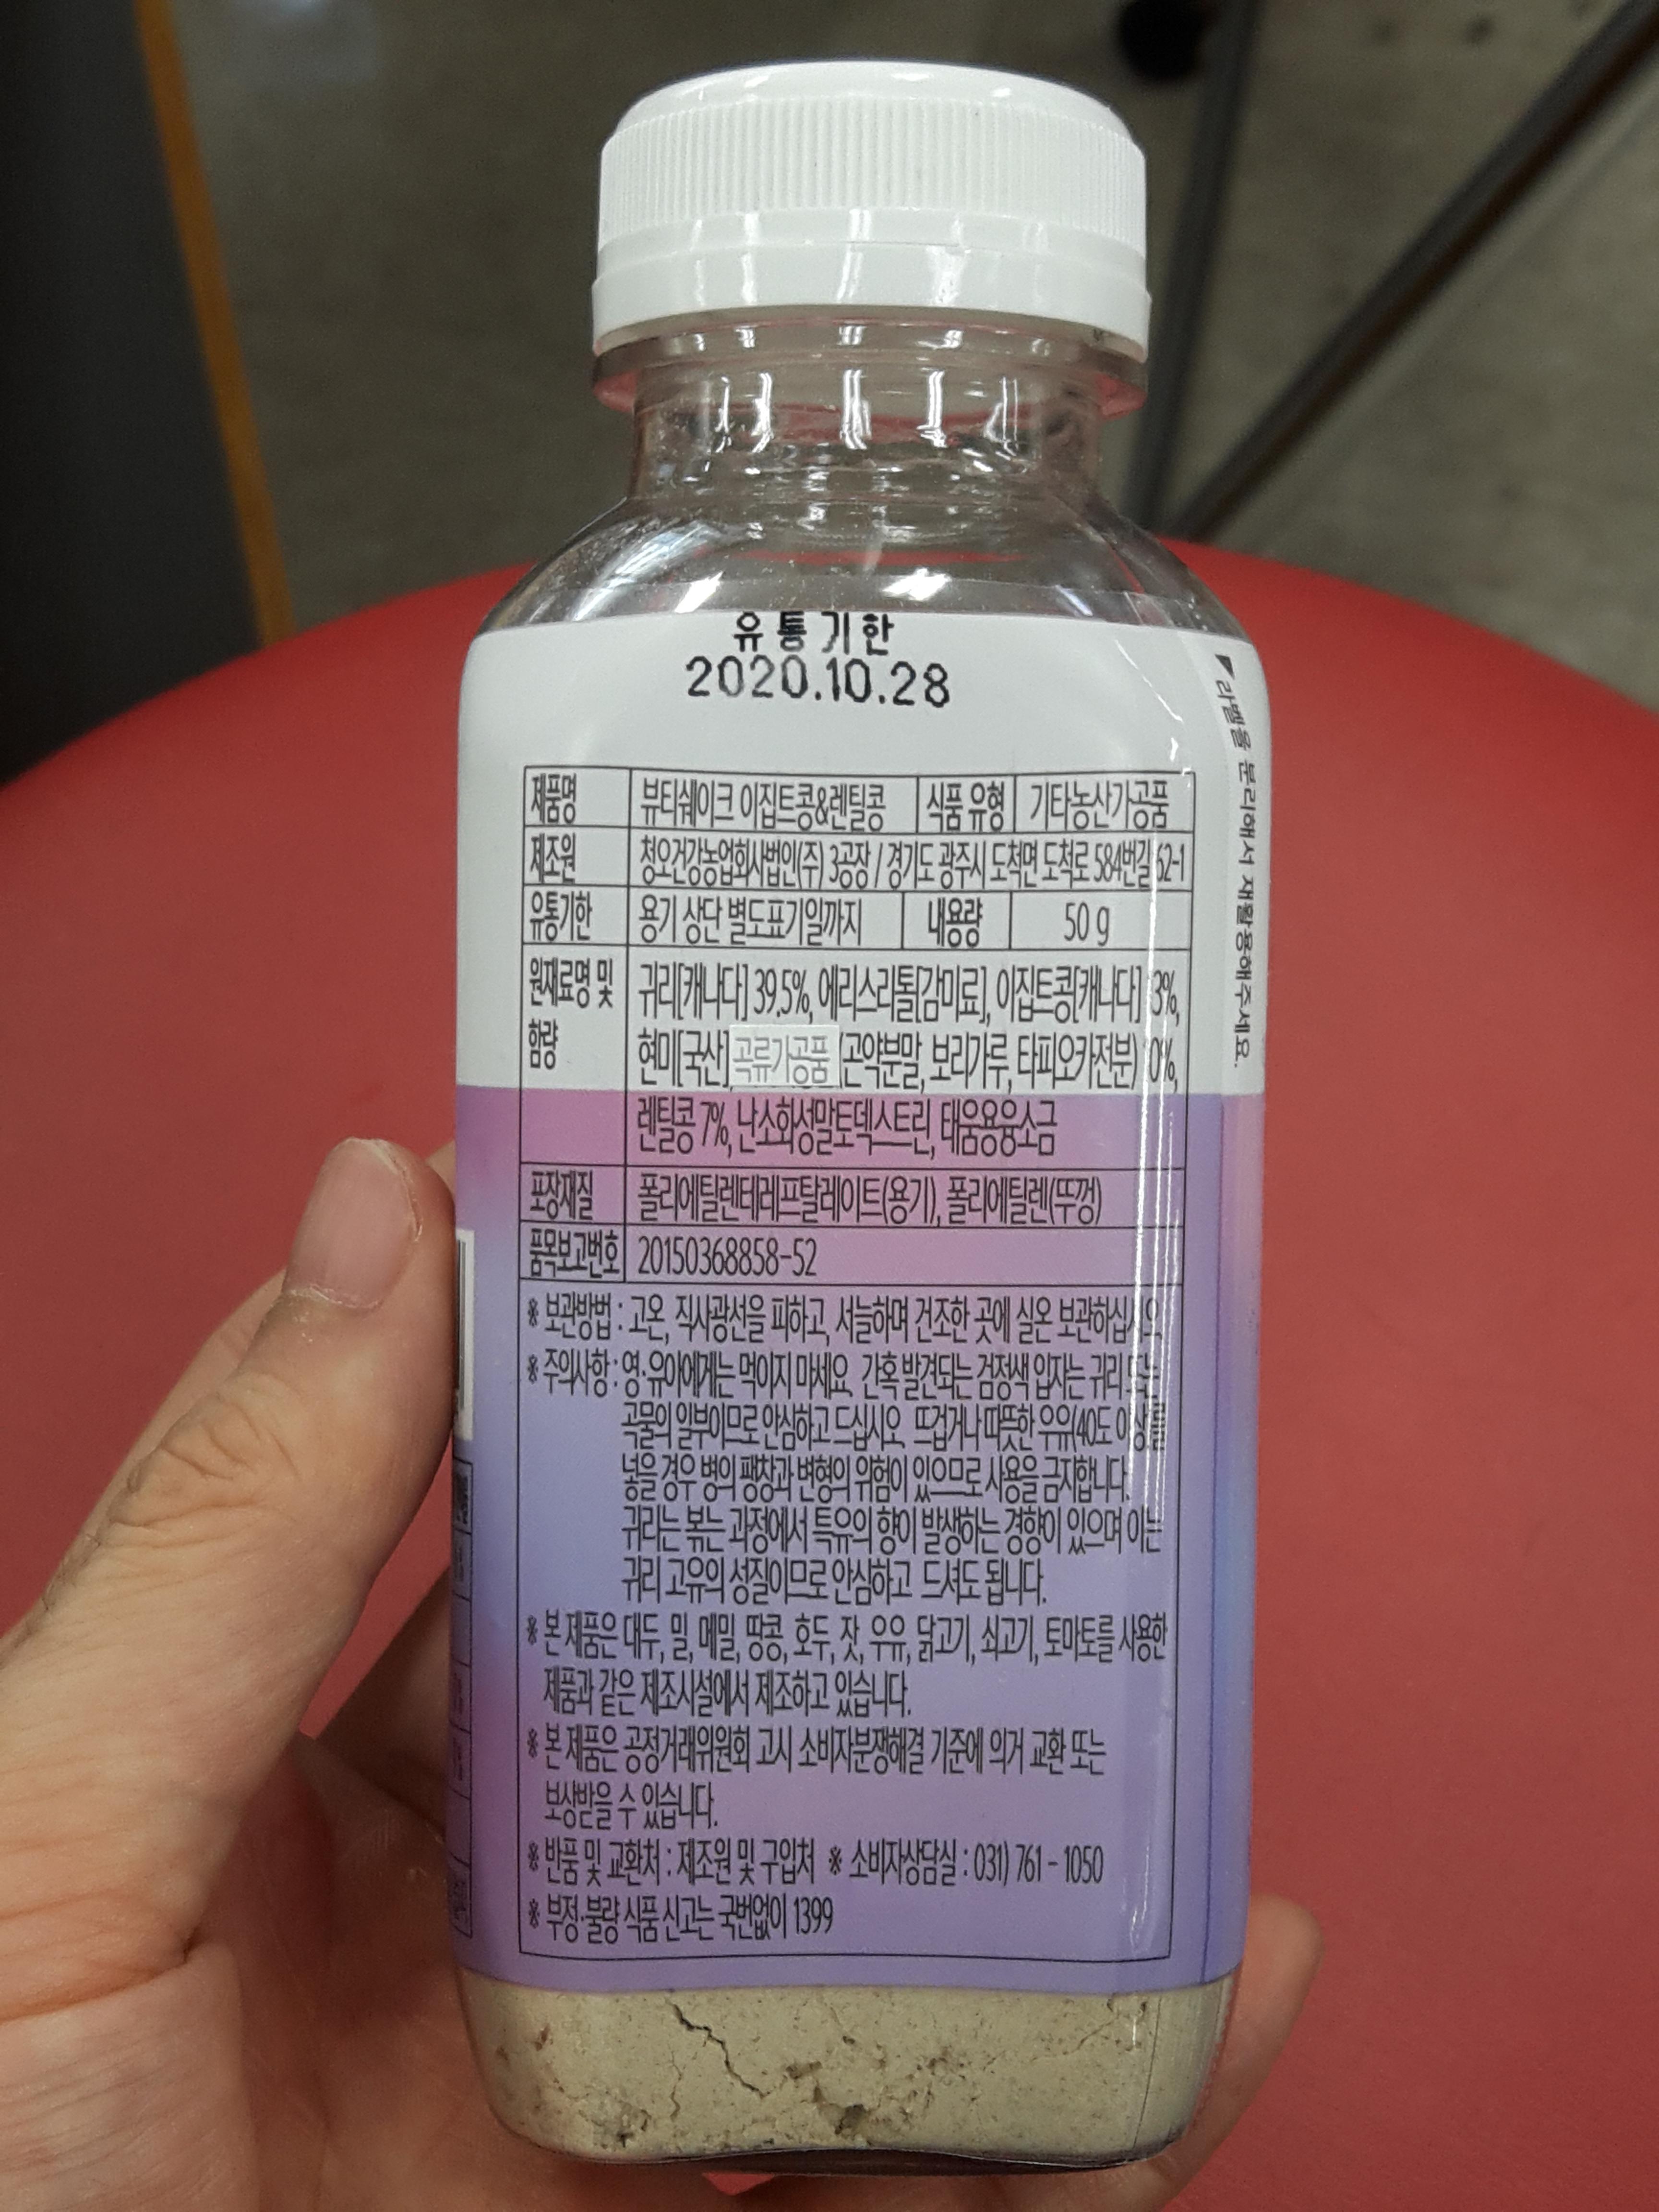 유통기한
2020.10.28
제품명 뷰티쉐이크 이집트콩&렌틸콩 식품 유형 기타농산가공품
제조원 청오건강농업회사법인(주) 3공장 / 경기도 광주시 도척면 도척로 584번길 62-1
유통기한 용기 상단 별도표기일까지 내용량 50 g
원재료명 및 귀리[캐나다] 39.5%, 에리스리톨[감미료], 이집트콩[캐나다]
함량 현미[국산], 곡류가공품 (곤약분말, 보리가루, 타피오카전분)
렌틸콩 7%, 난소화성말토덱스트린, 태움용융소금
포장재질 폴리에틸렌테레프탈레이트(용기), 폴리에틸렌(뚜껑)
품목보고번호 20150368858-52
※ 보관방법 : 고온, 직사광선을 피하고, 서늘하며 건조한 곳에 실온 보관하십시오
※ 주의사항 : 영·유아에게는 먹이지 마세요. 간혹 발견되는 검정색 입자는 귀리 또는
곡물의 일부이므로 안심하고 드십시오. 뜨겁거나 따뜻한 우유(40도 이상)를
넣을 경우 병의 팽창과 변형의 위험이 있으므로 사용을 금지합니다.
귀리는 볶는 과정에서 특유의 향이 발생하는 경향이 있으며 이는
귀리 고유의 성질이므로 안심하고 드셔도 됩니다.
※ 본 제품은 대두, 밀, 메밀, 땅콩, 호두, 잣, 우유, 닭고기, 쇠고기, 토마토를 사용한
제품과 같은 제조시설에서 제조하고 있습니다.
※ 본 제품은 공정거래위원회 고시 소비자분쟁해결 기준에 의거 교환 또는
보상받을 수 있습니다.
※ 반품 및 교환처 : 제조원 및 구입처 ※ 소비자상담실 : 031) 761 - 1050
※ 부정·불량 식품 신고는 국번없이 1399
▼라벨을 분리해서 재활용해주세요.